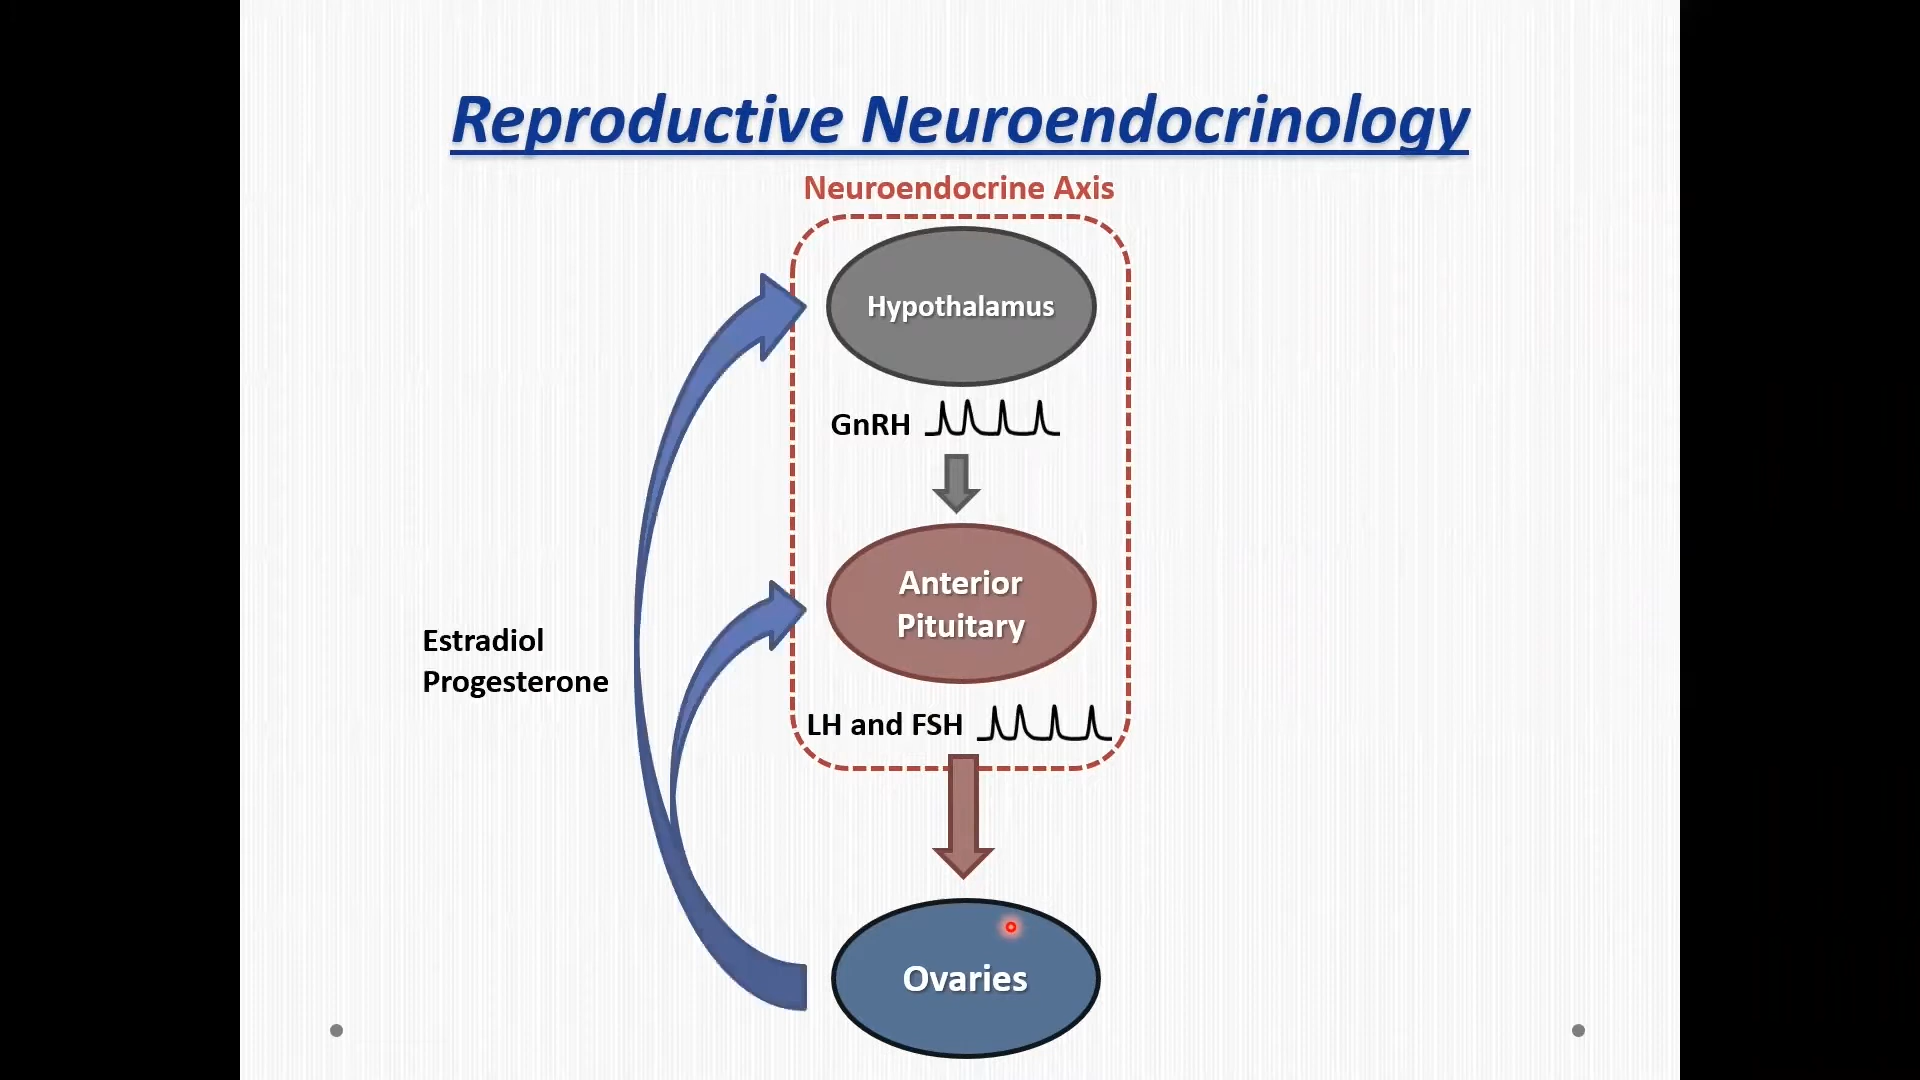 Reproductive Neuroendocrinology
Neuroendocrine Axis
Hypothalamus
GnRH
Anterior
Pituitary
Estradiol
Progesterone
LH and FSH
Ovaries